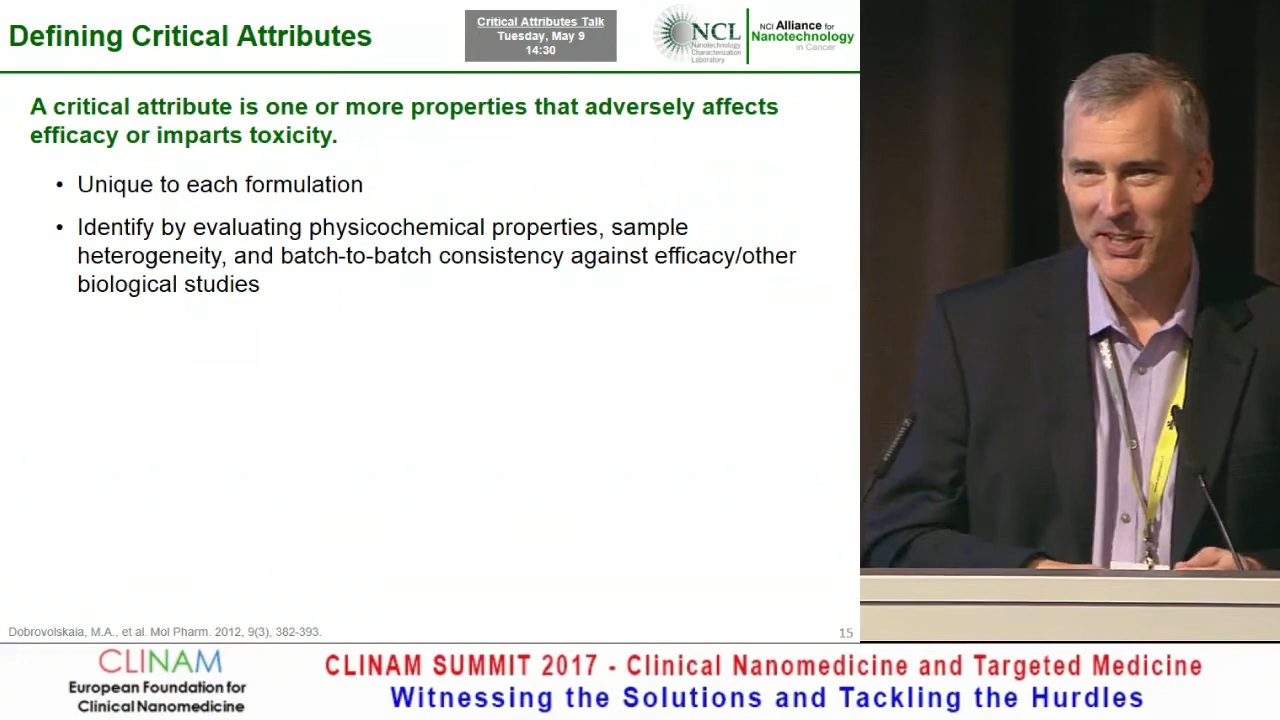 Defining Critical Attributes
Critical Attributes Talk
Tuesday, May 9
14:30
NCL
Nanotechnology
Characterization
Laboratory
NCI Alliance for
Nanotechnology
in Cancer
A critical attribute is one or more properties that adversely affects
efficacy or imparts toxicity.
• Unique to each formulation
• Identify by evaluating physicochemical properties, sample
heterogeneity, and batch-to-batch consistency against efficacy/other
biological studies
Dobrovolskaia, M.A., et al. Mol Pharm. 2012, 9(3), 382-393.
15
CLINAM
European Foundation for
Clinical Nanomedicine
CLINAM SUMMIT 2017 - Clinical Nanomedicine and Targeted Medicine
Witnessing the Solutions and Tackling the Hurdles